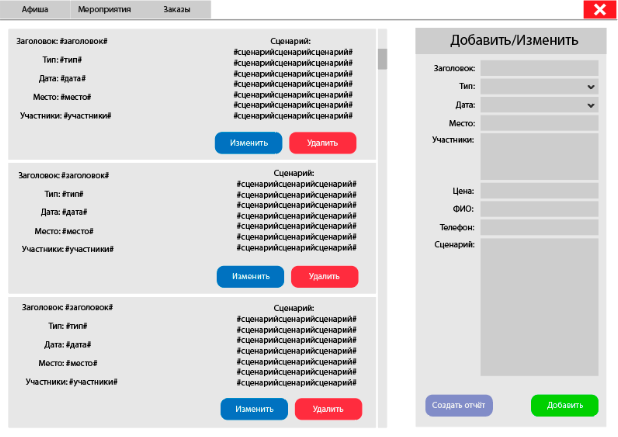 Афиша Мероприятия Заказы
Заголовок: #заголовок#
Тип: #тип#
Дата: #дата#
Место: #место#
Участники: #участники#
Сценарий:
#сценарийсценарийсценарий#
#сценарийсценарийсценарий#
#сценарийсценарийсценарий#
#сценарийсценарийсценарий#
#сценарийсценарийсценарий#
#сценарийсценарийсценарий#
#сценарийсценарийсценарий#
Изменить Удалить
Заголовок: #заголовок#
Тип: #тип#
Дата: #дата#
Место: #место#
Участники: #участники#
Сценарий:
#сценарийсценарийсценарий#
#сценарийсценарийсценарий#
#сценарийсценарийсценарий#
#сценарийсценарийсценарий#
#сценарийсценарийсценарий#
#сценарийсценарийсценарий#
#сценарийсценарийсценарий#
Изменить Удалить
Заголовок: #заголовок#
Тип: #тип#
Дата: #дата#
Место: #место#
Участники: #участники#
Сценарий:
#сценарийсценарийсценарий#
#сценарийсценарийсценарий#
#сценарийсценарийсценарий#
#сценарийсценарийсценарий#
#сценарийсценарийсценарий#
#сценарийсценарийсценарий#
#сценарийсценарийсценарий#
Изменить Удалить
Добавить/Изменить
Заголовок:
Тип:
Дата:
Место:
Участники:
Цена:
ФИО:
Телефон:
Сценарий:
Создать отчёт Добавить